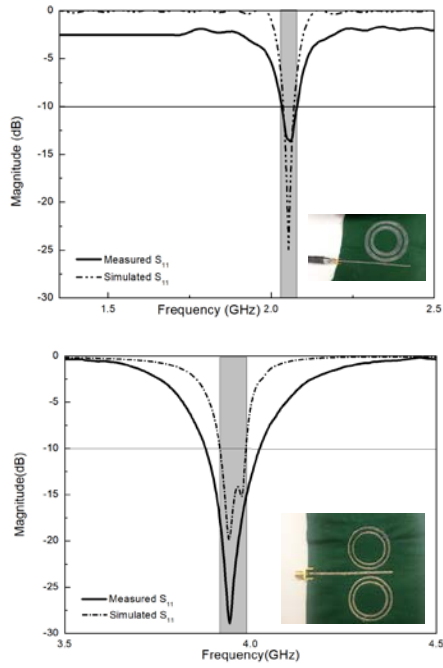 0
-5
-10
-15
-20
-25
-30
Magnitude (dB)
Measured S11
Simulated S11
1.5
2.0
2.5
Frequency (GHz)
0
-5
-10
-15
-20
-25
-30
Magnitude(dB)
Measured S11
Simulated S11
3.5
4.0
4.5
Frequency(GHz)